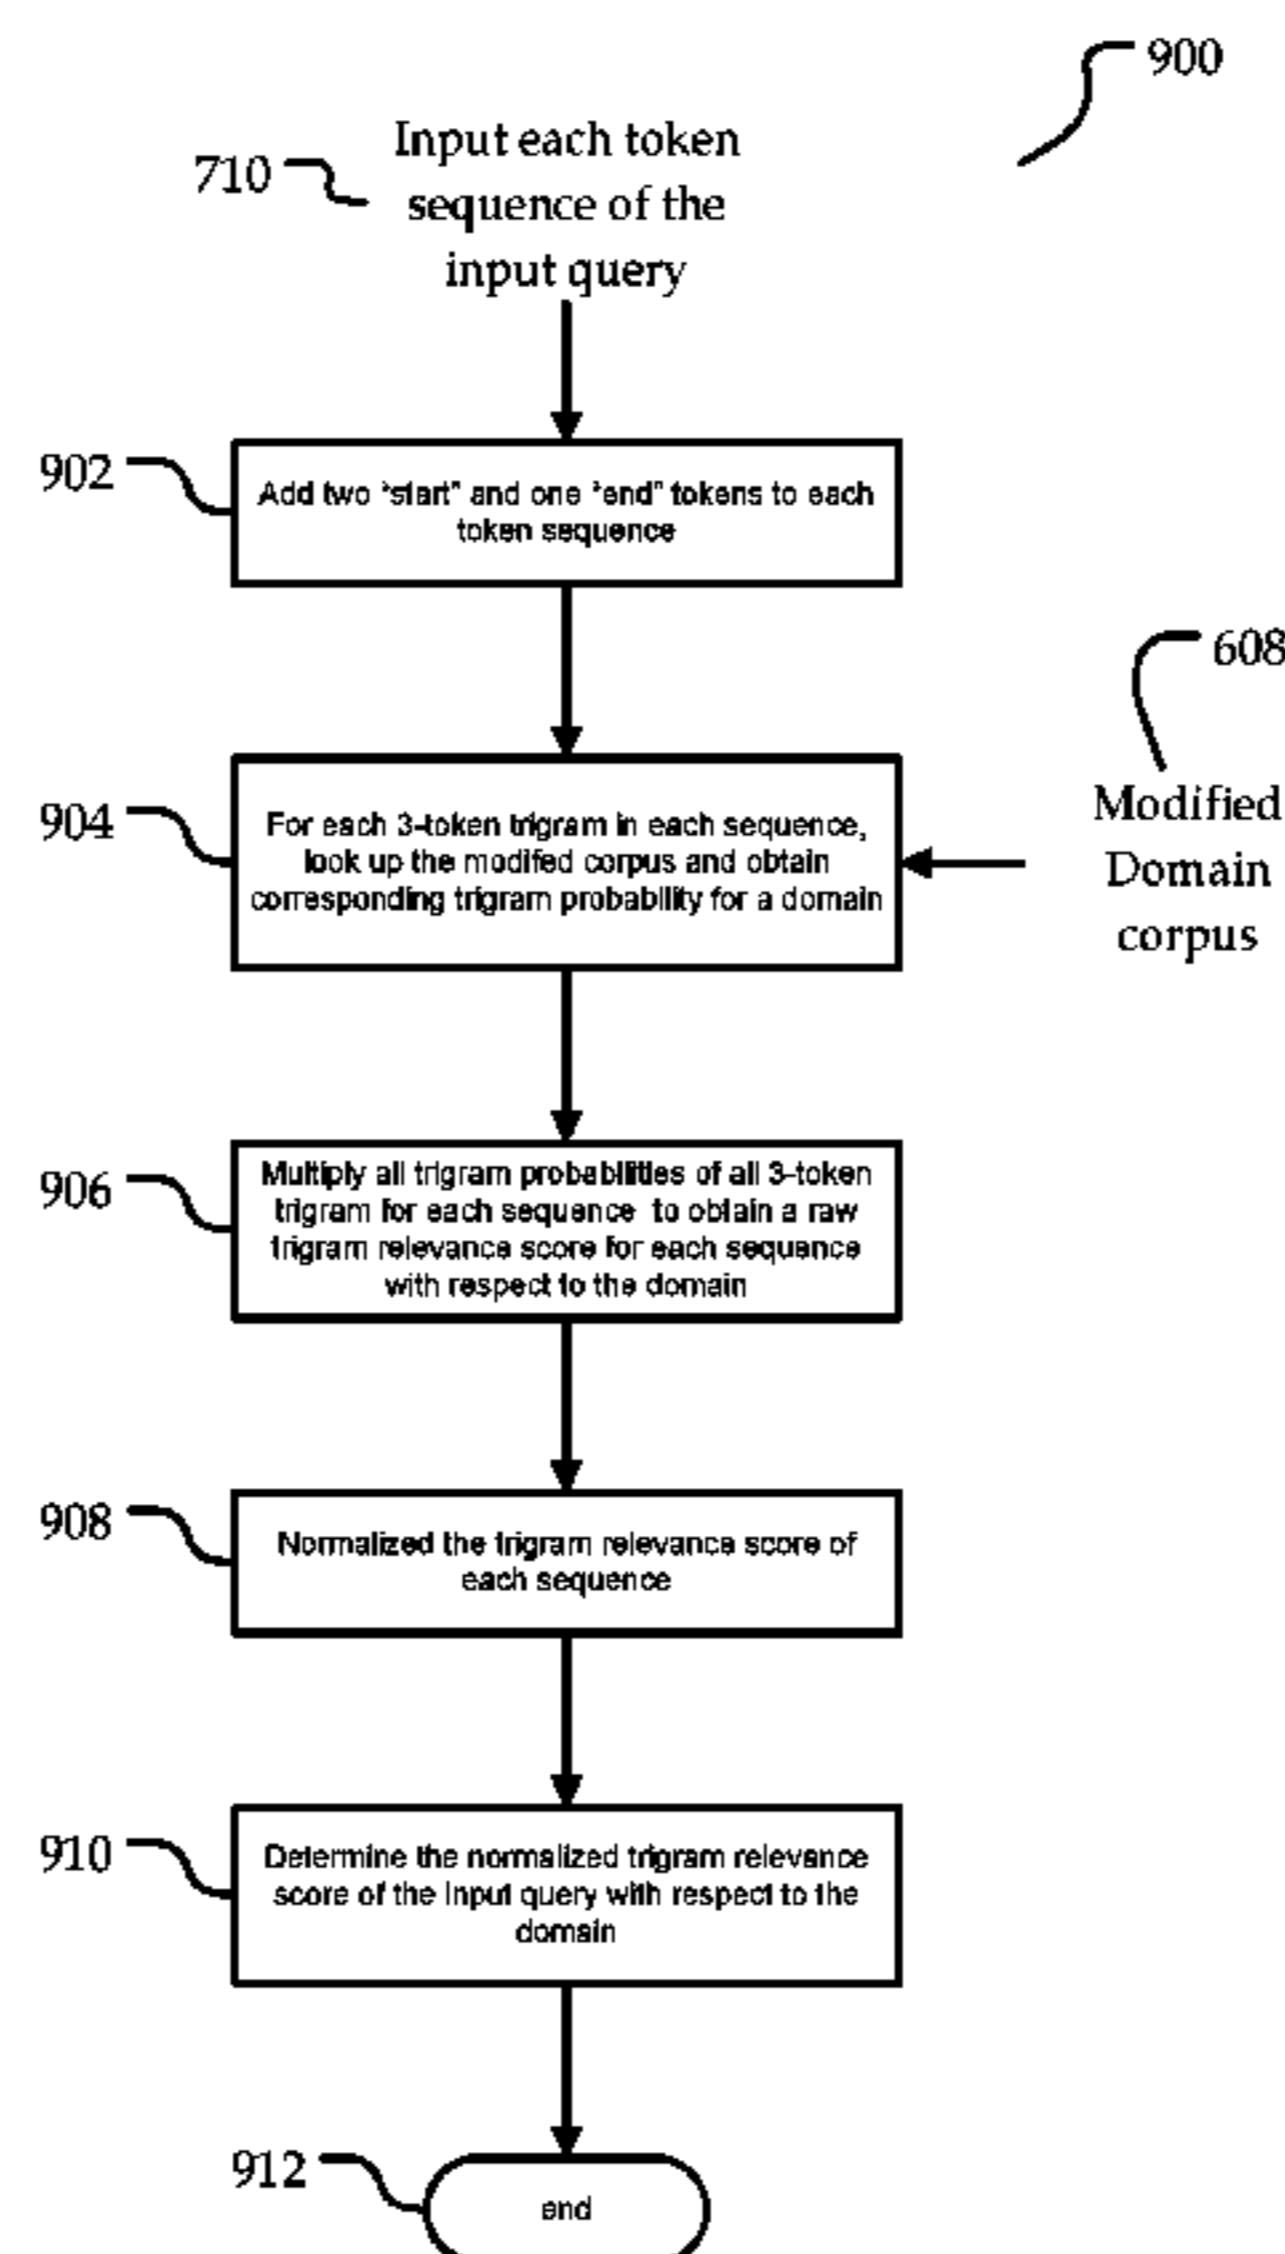 900
710
Input each token
sequence of the
input query
902
Add two "start" and one "end" tokens to each
token sequence
608
904
For each 3-token trigram in each sequence,
look up the modifed corpus and obtain
corresponding trigram probability for a domain
Modified
Domain
corpus
906
Multiply all trigram probabilities of all 3-token
trigram for each sequence to obtain a raw
trigram relevance score for each sequence
with respect to the domain
908
Normalized the trigram relevance score of
each sequence
910
Determine the normalized trigram relevance
score of the input query with respect to the
domain
912
end